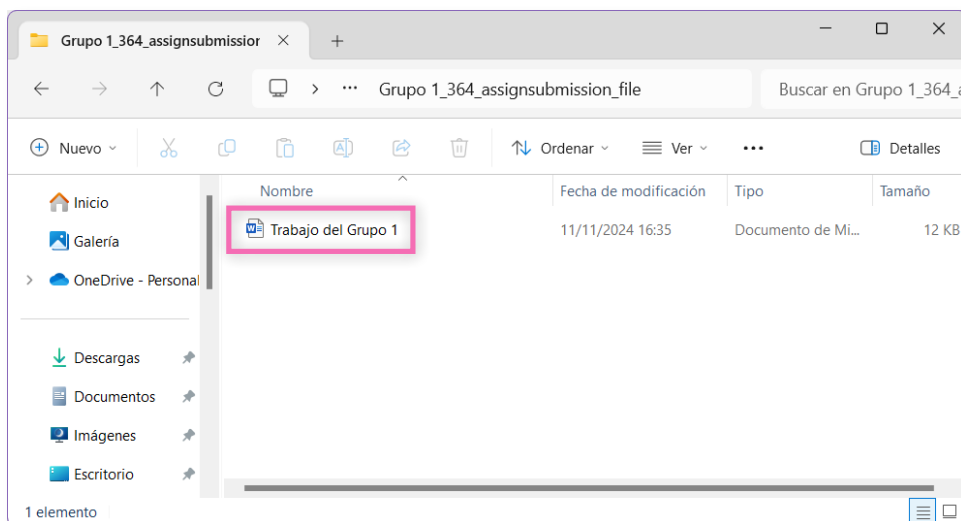 Grupo 1_364_assignsubmission
Grupo 1_364_assignsubmission_file
Buscar en Grupo 1_364_a
Nuevo
Ordenar
Ver
Detalles
Inicio
Galería
OneDrive - Personal
Descargas
Documentos
Imágenes
Escritorio
Nombre Fecha de modificación Tipo Tamaño
Trabajo del Grupo 1 11/11/2024 16:35 Documento de Mi... 12 KB
1 elemento